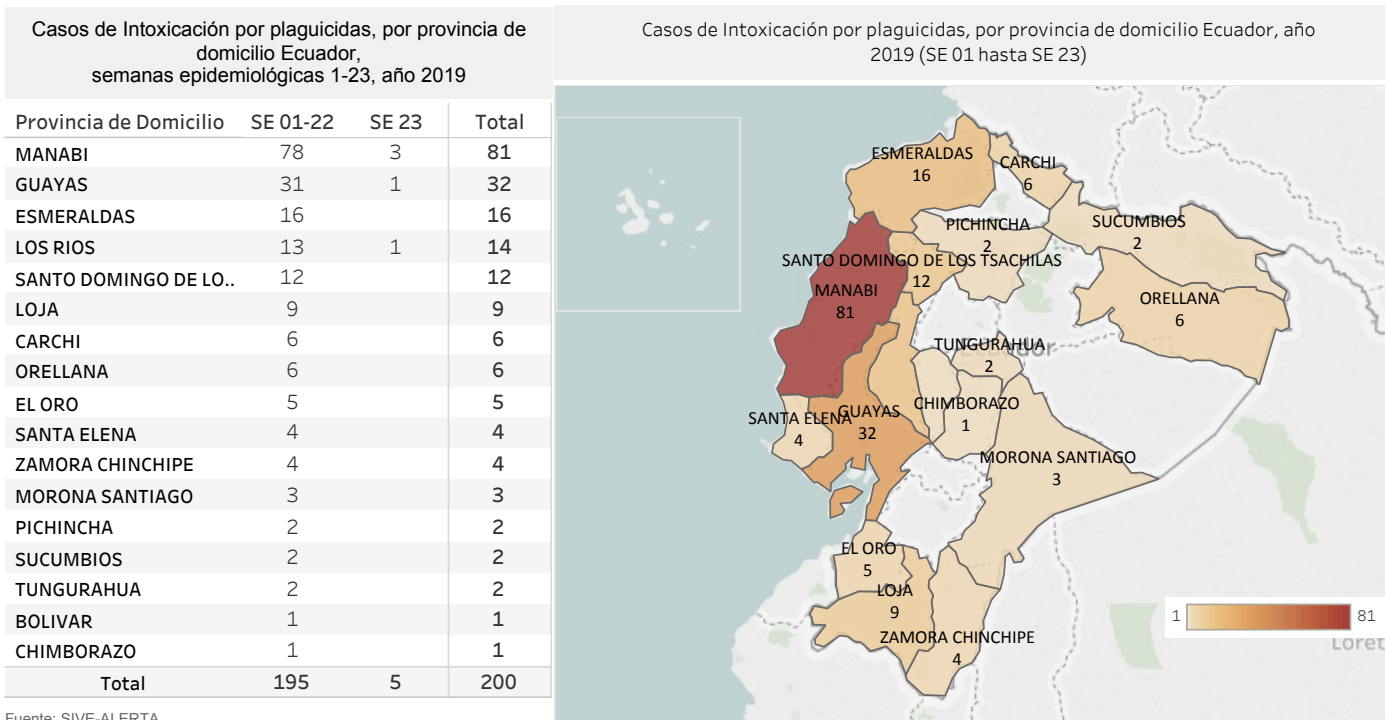 Casos de Intoxicación por plaguicidas, por provincia de
domicilio Ecuador,
semanas epidemiológicas 1-23, año 2019
Provincia de Domicilio SE 01-22 SE 23 Total
MANABI 78 3 81
GUAYAS 31 1 32
ESMERALDAS 16 16
LOS RIOS 13 1 14
SANTO DOMINGO DE LO.. 12 12
LOJA 9 9
CARCHI 6 6
ORELLANA 6 6
EL ORO 5 5
SANTA ELENA 4 4
ZAMORA CHINCHIPE 4 4
MORONA SANTIAGO 3 3
PICHINCHA 2 2
SUCUMBIOS 2 2
TUNGURAHUA 2 2
BOLIVAR 1 1
CHIMBORAZO 1 1
Total 195 5 200
Fuente: SIVE-ALERTA
Casos de Intoxicación por plaguicidas, por provincia de domicilio Ecuador, año
2019 (SE 01 hasta SE 23)
ESMERALDAS
16
CARCHI
6
PICHINCHA
2
SUCUMBIOS
2
SANTO DOMINGO DE LOS TSACHILAS
12
MANABI
81
ORELLANA
6
TUNGURAHUA
2
Ecuador
SANTA ELENA
4
GUAYAS
32
CHIMBORAZO
1
MORONA SANTIAGO
3
EL ORO
5
LOJA
9
ZAMORA CHINCHIPE
4
1 81
Loret